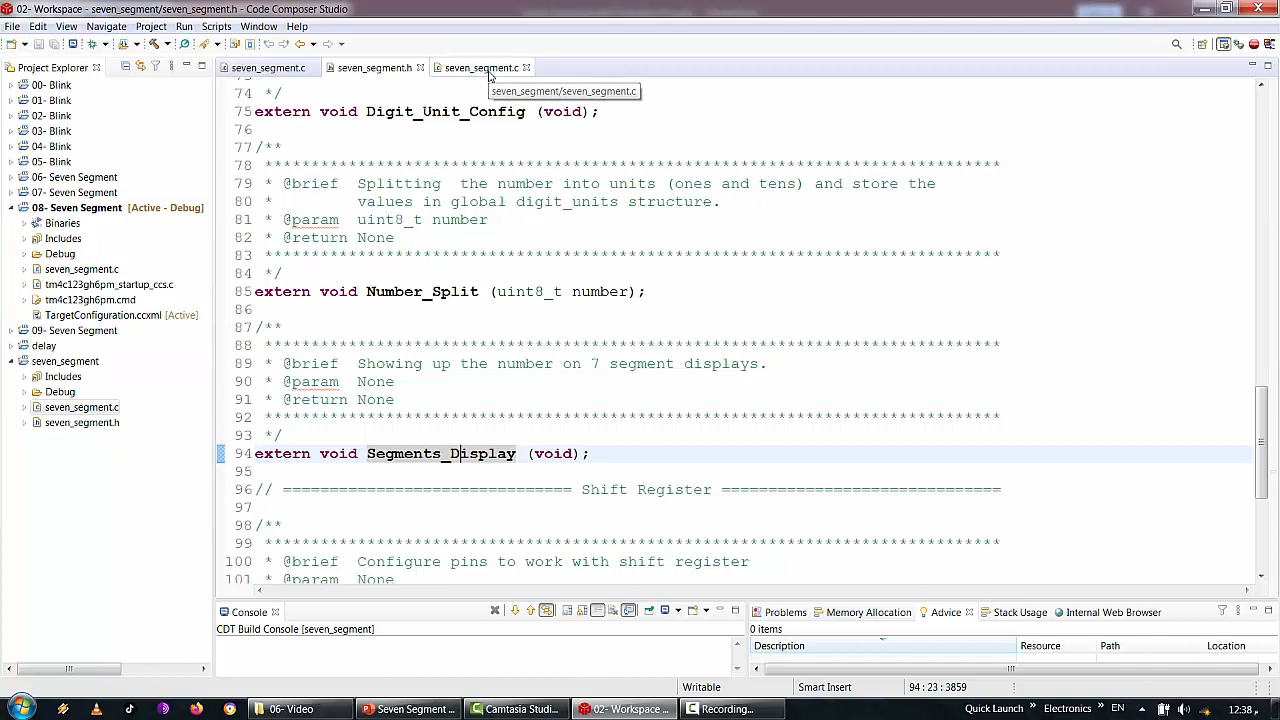 02- Workspace - seven_segment/seven_segment.h - Code Composer Studio
File Edit View Navigate Project Run Scripts Window Help
Project Explorer
seven_segment.c seven_segment.h seven_segment.c
seven_segment/seven_segment.c
00- Blink
01- Blink
02- Blink
03- Blink
04- Blink
05- Blink
06- Seven Segment
07- Seven Segment
08- Seven Segment [Active - Debug]
Binaries
Includes
Debug
seven_segment.c
tm4c123gh6pm_startup_ccs.c
tm4c123gh6pm.cmd
TargetConfiguration.ccxml [Active]
09- Seven Segment
delay
seven_segment
Includes
Debug
seven_segment.c
seven_segment.h
74 */
75 extern void Digit_Unit_Config (void);
76
77 /**
78 *******************************************************************************
79 * @brief Splitting the number into units (ones and tens) and store the
80 * values in global digit_units structure.
81 * @param uint8_t number
82 * @return None
83 *******************************************************************************
84 */
85 extern void Number_Split (uint8_t number);
86
87 /**
88 *******************************************************************************
89 * @brief Showing up the number on 7 segment displays.
90 * @param None
91 * @return None
92 *******************************************************************************
93 */
94 extern void Segments_Display (void);
95
96 // =============================== Shift Register ==============================
97
98 /**
99 *******************************************************************************
100 * @brief Configure pins to work with shift register
101 * @param None
Console
CDT Build Console [seven_segment]
Problems Memory Allocation Advice Stack Usage Internal Web Browser
0 items
Description Resource Path Location
Writable Smart Insert 94 : 23 : 3859
06- Video Seven Segment ... Camtasia Studi... 02- Workspace ... Recording... Quick Launch » Electronics » EN 12:38